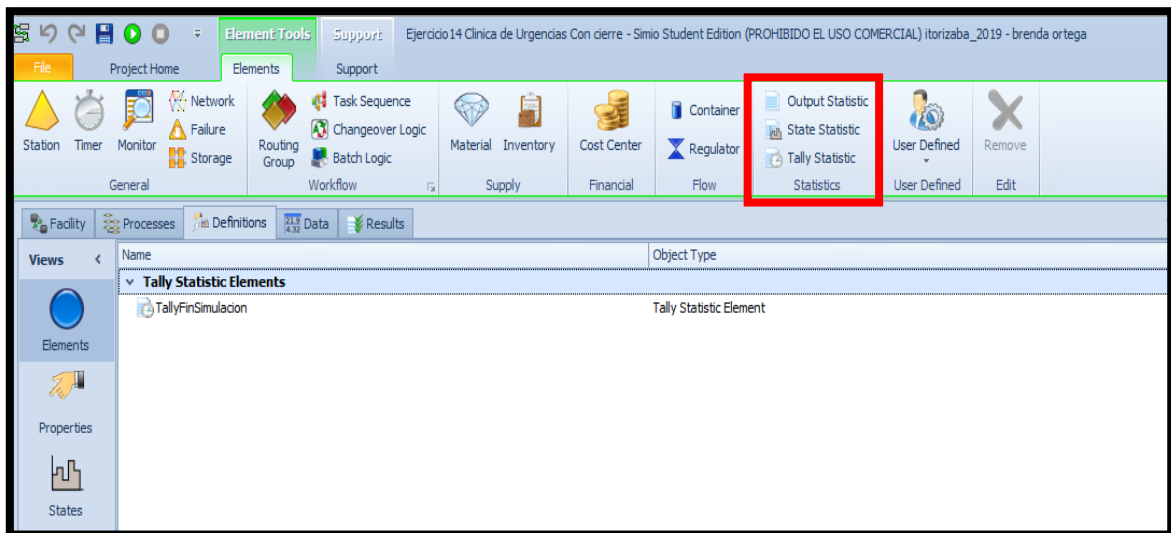 Element Tools Support Ejercicio14 Clinica de Urgencias Con cierre - Simio Student Edition (PROHIBIDO EL USO COMERCIAL) itorizaba_2019 - brenda ortega
File Project Home Elements Support
Station Timer Monitor Network Failure Storage
General
Routing Group Task Sequence Changeover Logic Batch Logic
Workflow
Material Inventory
Supply
Cost Center
Financial
Container Regulator
Flow
Output Statistic
State Statistic
Tally Statistic
Statistics
User Defined
User Defined
Remove
Edit
Facility Processes Definitions 21.9 4.32 Data Results
Views < Name Object Type
Tally Statistic Elements
TallyFinSimulacion Tally Statistic Element
Elements
Properties
States